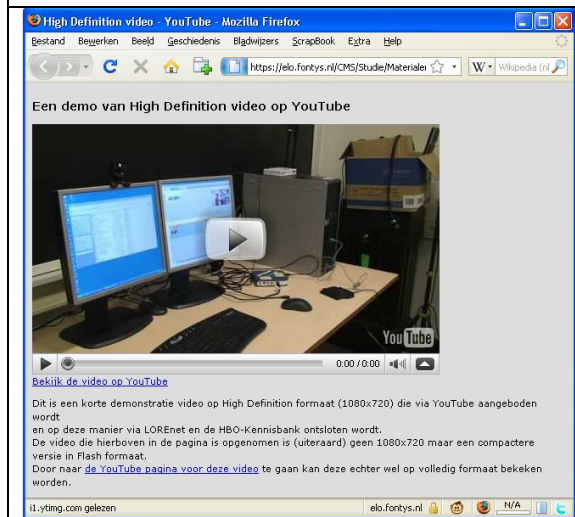 High Definition video - YouTube - Mozilla Firefox
Bestand Bewerken Beeld Geschiedenis Bladwijzers ScrapBook Extra Help
https://elo.fontys.nl/CMS/Studie/Materialei W Wikipedia (nl
Een demo van High Definition video op YouTube
You Tube
0:00 / 0:00
Bekijk de video op YouTube
Dit is een korte demonstratie video op High Definition formaat (1080x720) die via YouTube aangeboden
wordt
en op deze manier via LOREnet en de HBO-Kennisbank ontsloten wordt.
De video die hierboven in de pagina is opgenomen is (uiteraard) geen 1080x720 maar een compactere
versie in Flash formaat.
Door naar de YouTube pagina voor deze video te gaan kan deze echter wel op volledig formaat bekeken
worden.
i1.ytimg.com gelezen elo.fontys.nl N/A